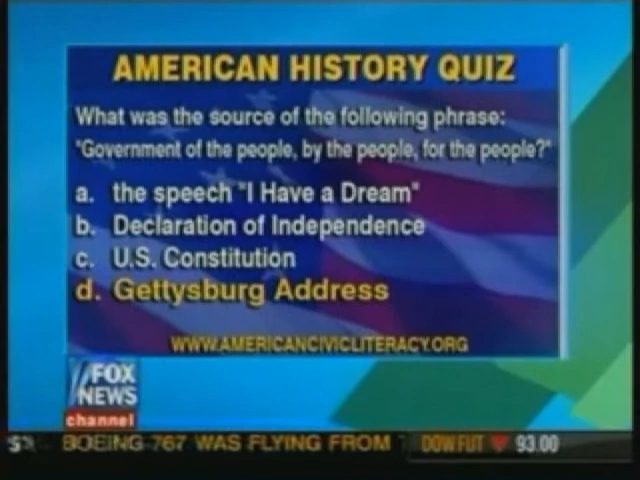 AMERICAN HISTORY QUIZ
What was the source of the following phrase:
"Government of the people, by the people, for the people?"
a. the speech "I Have a Dream"
b. Declaration of Independence
c. U.S. Constitution
d. Gettysburg Address
WWW.AMERICANCIVICLITERACY.ORG
FOX
NEWS
channel
BOEING 767 WAS FLYING FROM DOW FUT 93.00